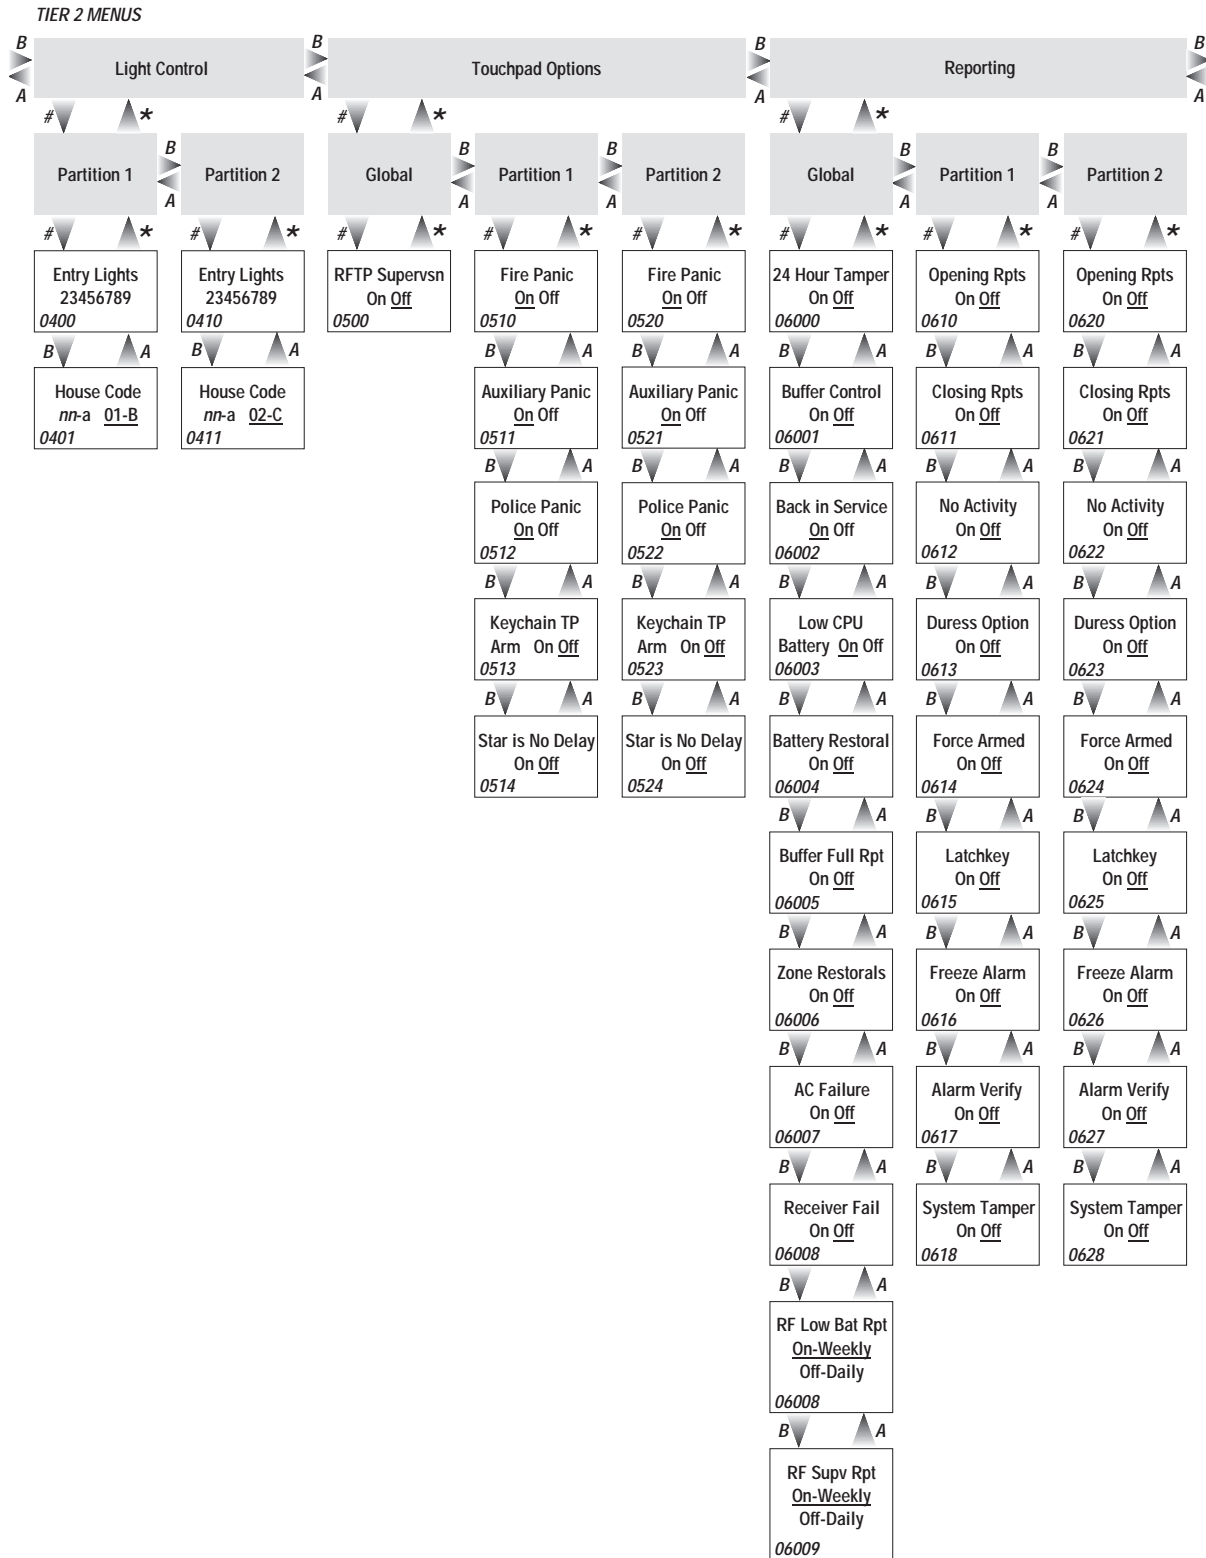 TIER 2 MENUS
B
B
B
B
Light Control
Touchpad Options
Reporting
A
A
A
A
# *
# *
# *
Partition 1
B
A
Partition 2
Global
B
A
Partition 1
B
A
Partition 2
Global
B
A
Partition 1
B
A
Partition 2
# *
# *
# *
# *
# *
# *
# *
# *
Entry Lights
23456789
0400
B A
House Code
nn-a 01-B
0401
Entry Lights
23456789
0410
B A
House Code
nn-a 02-C
0411
RFTP Supervsn
On Off
0500
Fire Panic
On Off
0510
B A
Auxiliary Panic
On Off
0511
B A
Police Panic
On Off
0512
B A
Keychain TP
Arm On Off
0513
B A
Star is No Delay
On Off
0514
Fire Panic
On Off
0520
B A
Auxiliary Panic
On Off
0521
B A
Police Panic
On Off
0522
B A
Keychain TP
Arm On Off
0523
B A
Star is No Delay
On Off
0524
24 Hour Tamper
On Off
06000
B A
Buffer Control
On Off
06001
B A
Back in Service
On Off
06002
B A
Low CPU
Battery On Off
06003
B A
Battery Restoral
On Off
06004
B A
Buffer Full Rpt
On Off
06005
B A
Zone Restorals
On Off
06006
B A
AC Failure
On Off
06007
B A
Receiver Fail
On Off
06008
B A
RF Low Bat Rpt
On-Weekly
Off-Daily
06008
B A
RF Supv Rpt
On-Weekly
Off-Daily
06009
Opening Rpts
On Off
0610
B A
Closing Rpts
On Off
0611
B A
No Activity
On Off
0612
B A
Duress Option
On Off
0613
B A
Force Armed
On Off
0614
B A
Latchkey
On Off
0615
B A
Freeze Alarm
On Off
0616
B A
Alarm Verify
On Off
0617
B A
System Tamper
On Off
0618
Opening Rpts
On Off
0620
B A
Closing Rpts
On Off
0621
B A
No Activity
On Off
0622
B A
Duress Option
On Off
0623
B A
Force Armed
On Off
0624
B A
Latchkey
On Off
0625
B A
Freeze Alarm
On Off
0626
B A
Alarm Verify
On Off
0627
B A
System Tamper
On Off
0628